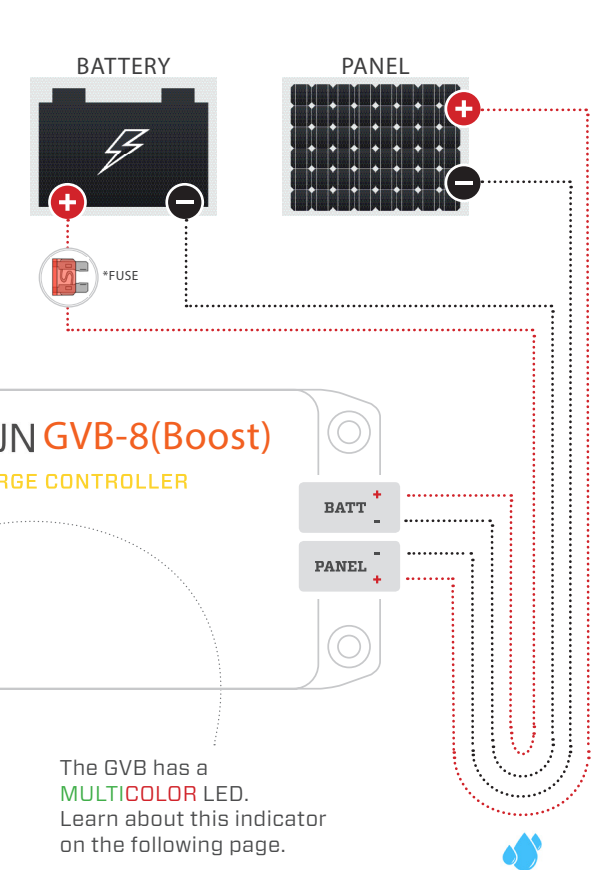 BATTERY
PANEL
+
-
+
-
*FUSE
GVB-8(Boost)
CONTROLLER
BATT + -
PANEL - +
The GVB has a
MULTICOLOR LED.
Learn about this indicator
on the following page.